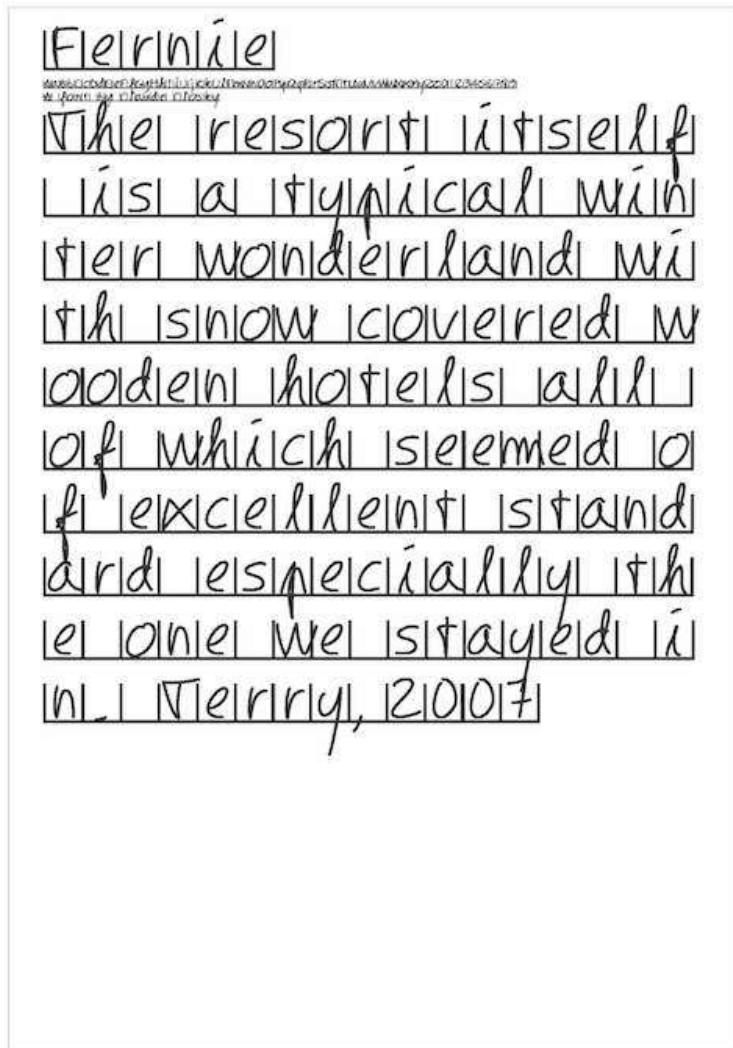 Fernie
The resort itself
is a typical win
ter wonderland wi
th snow covered w
ooden hotels all
of which seemed o
f excellent stand
ard especially th
e one we stayed i
n. Terry, 2007